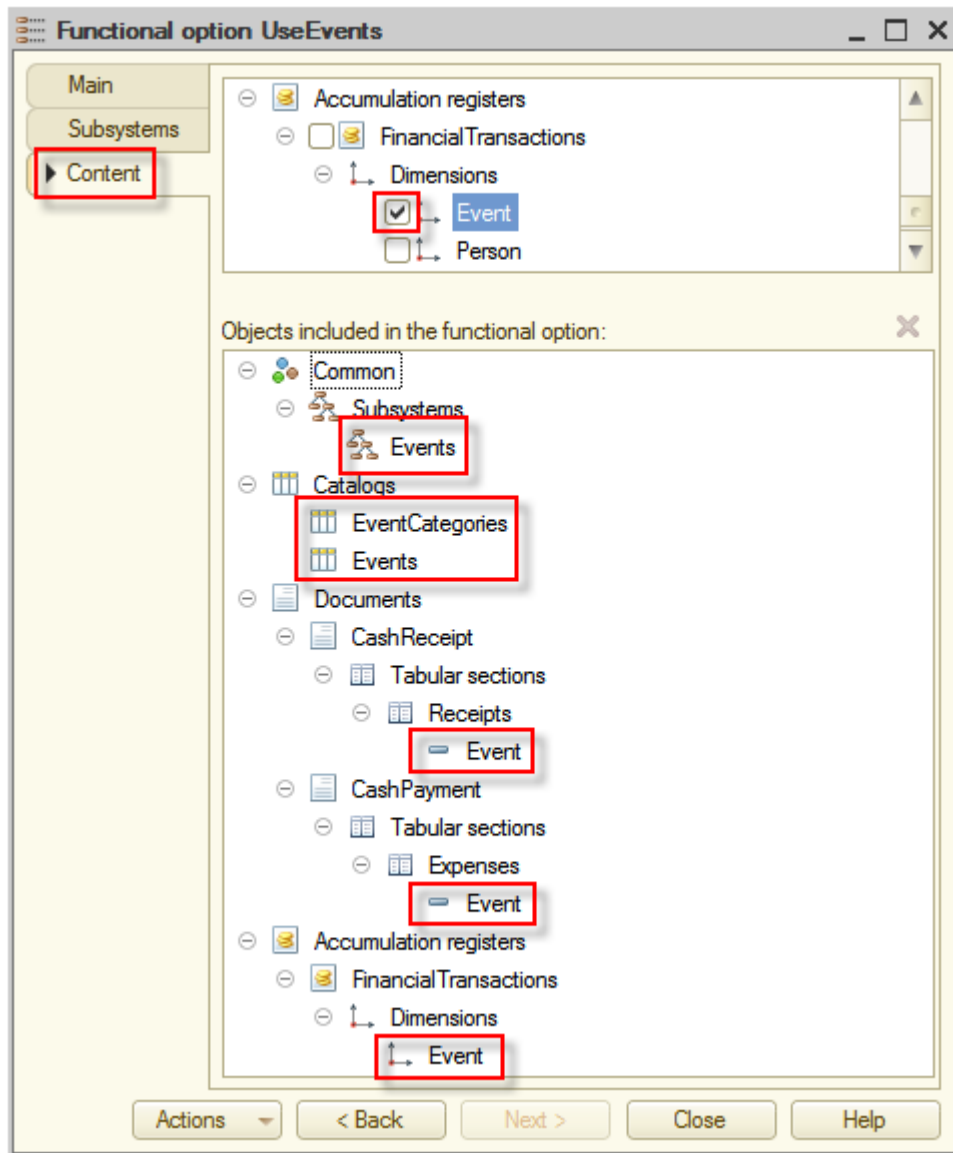 Functional option UseEvents
Main
Subsystems
Content
Accumulation registers
FinancialTransactions
Dimensions
Event
Person
Objects included in the functional option:
Common
Subsystems
Events
Catalogs
EventCategories
Events
Documents
CashReceipt
Tabular sections
Receipts
Event
CashPayment
Tabular sections
Expenses
Event
Accumulation registers
FinancialTransactions
Dimensions
Event
Actions < Back Next > Close Help